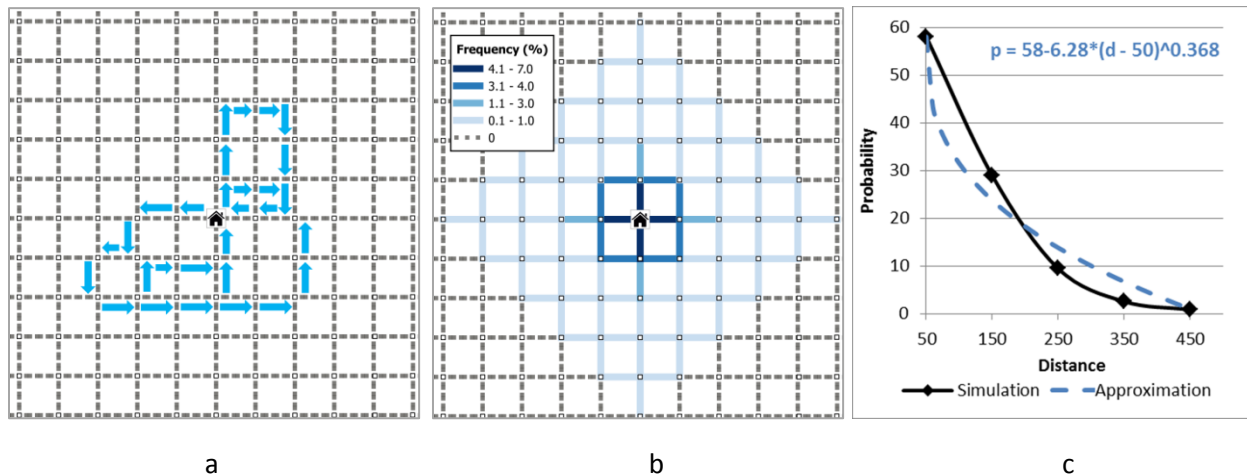 Frequency (%)
4.1 - 7.0
3.1 - 4.0
1.1 - 3.0
0.1 - 1.0
0
p = 58-6.28*(d - 50)^0.368
Probability
60
50
40
30
20
10
0
50 150 250 350 450
Distance
Simulation Approximation
a b c